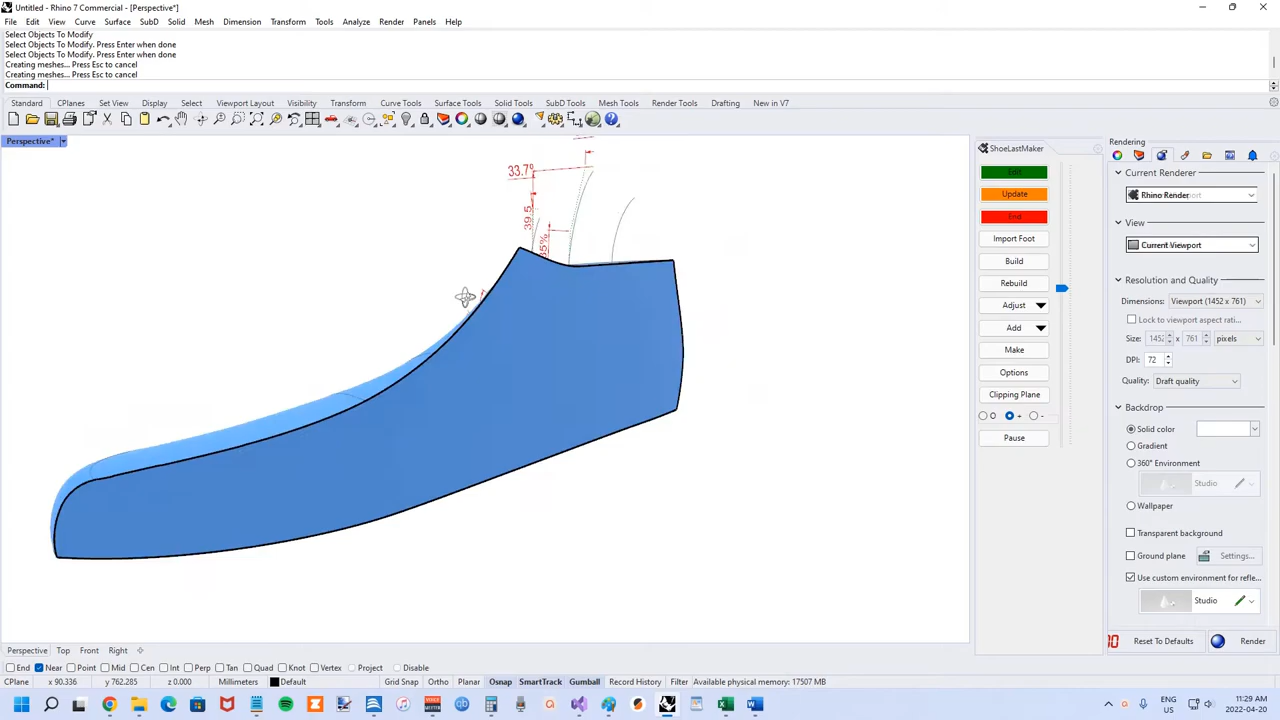 Untitled - Rhino 7 Commercial - [Perspective*]
File Edit View Curve Surface SubD Solid Mesh Dimension Transform Tools Analyze Render Panels Help
Select Objects To Modify
Select Objects To Modify. Press Enter when done
Select Objects To Modify. Press Enter when done
Creating meshes... Press Esc to cancel
Creating meshes... Press Esc to cancel
Command:
Standard CPlanes Set View Display Select Viewport Layout Visibility Transform Curve Tools Surface Tools Solid Tools SubD Tools Mesh Tools Render Tools Drafting New in V7
Perspective*
33.7°
39.5
35%
ShoeLastMaker
Edit
Update
End
Import Foot
Build
Rebuild
Adjust
Add
Make
Options
Clipping Plane
O + -
Pause
Rendering
Current Renderer
Rhino Render
View
Current Viewport
Resolution and Quality
Dimensions: Viewport (1452 x 761)
Lock to viewport aspect rati...
Size: 1452 x 761 pixels
DPI: 72
Quality: Draft quality
Backdrop
Solid color
Gradient
360° Environment
Studio
Wallpaper
Transparent background
Ground plane Settings...
Use custom environment for refle...
Studio
Reset To Defaults Render
Perspective Top Front Right
End Near Point Mid Cen Int Perp Tan Quad Knot Vertex Project Disable
CPlane x 90.336 y 762.285 z 0.000 Millimeters Default Grid Snap Ortho Planar Osnap SmartTrack Gumball Record History Filter Available physical memory: 17507 MB
ENG
US
11:29 AM
2022-04-20